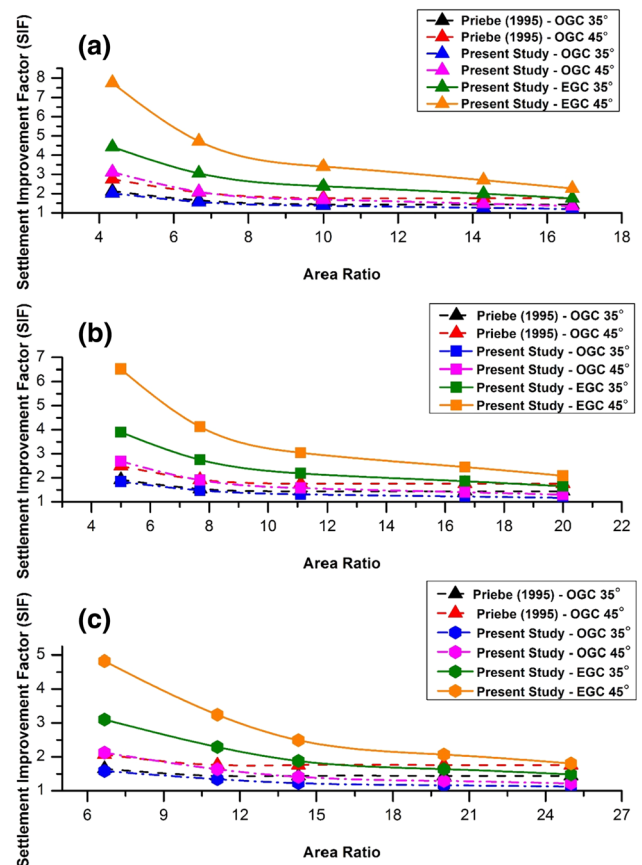 (a)
Priebe (1995) - OGC 35°
Priebe (1995) - OGC 45°
Present Study - OGC 35°
Present Study - OGC 45°
Present Study - EGC 35°
Present Study - EGC 45°
Settlement Improvement Factor (SIF)
8
7
6
5
4
3
2
1
4 6 8 10 12 14 16 18
Area Ratio
(b)
Priebe (1995) - OGC 35°
Priebe (1995) - OGC 45°
Present Study - OGC 35°
Present Study - OGC 45°
Present Study - EGC 35°
Present Study - EGC 45°
Settlement Improvement Factor (SIF)
7
6
5
4
3
2
1
4 6 8 10 12 14 16 18 20 22
Area Ratio
(c)
Priebe (1995) - OGC 35°
Priebe (1995) - OGC 45°
Present Study - OGC 35°
Present Study - OGC 45°
Present Study - EGC 35°
Present Study - EGC 45°
Settlement Improvement Factor (SIF)
5
4
3
2
1
6 9 12 15 18 21 24 27
Area Ratio